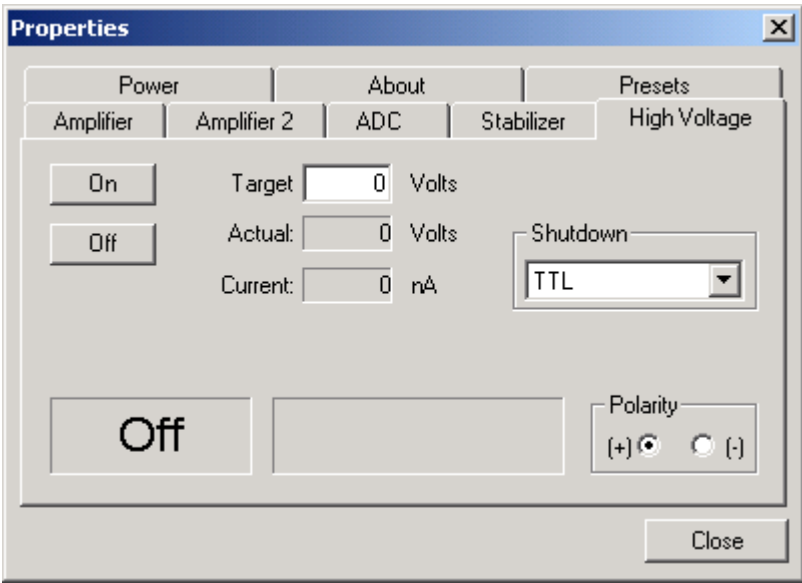 Properties
Power About Presets
Amplifier Amplifier 2 ADC Stabilizer High Voltage
On Target 0 Volts
Off Actual: 0 Volts Shutdown
Current: 0 nA TTL
Off Polarity
(+) (-)
Close